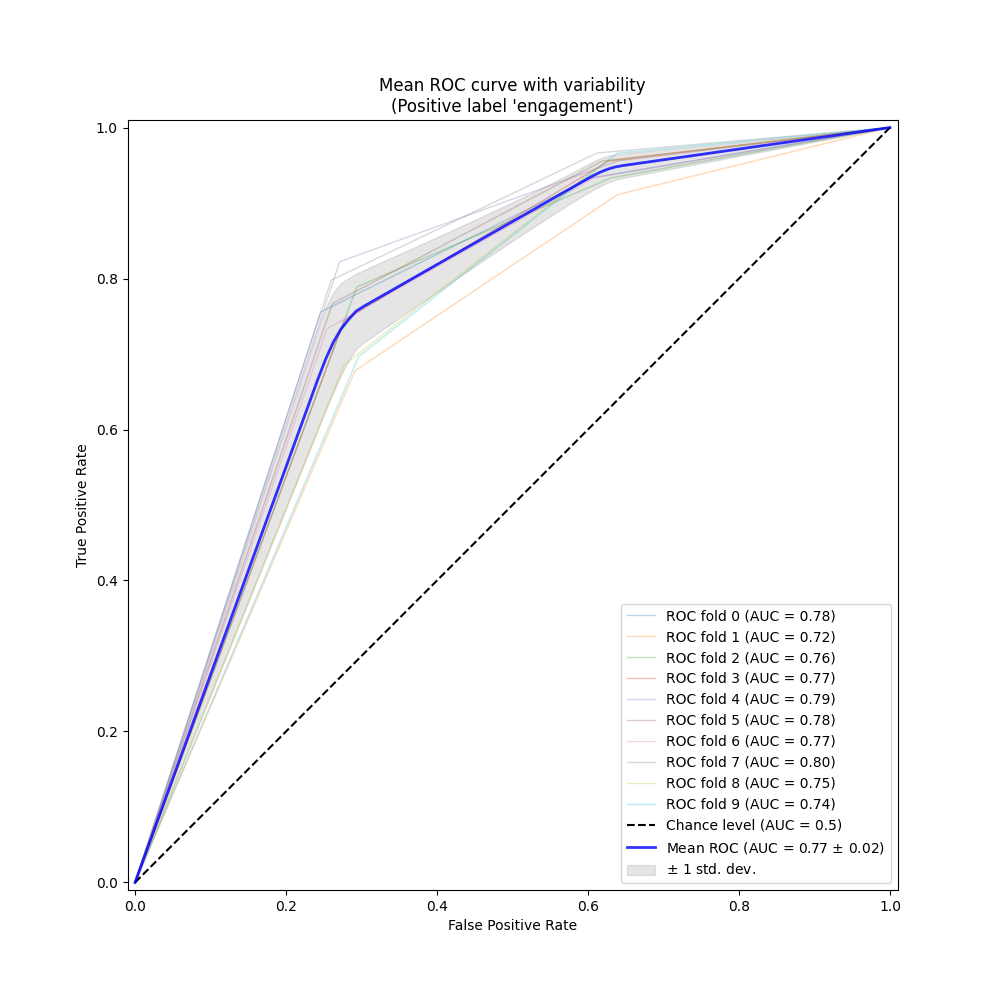 Mean ROC curve with variability
(Positive label 'engagement')
1.0
0.8
0.6
0.4
0.2
0.0
True Positive Rate
0.0 0.2 0.4 0.6 0.8 1.0
False Positive Rate
ROC fold 0 (AUC = 0.78)
ROC fold 1 (AUC = 0.72)
ROC fold 2 (AUC = 0.76)
ROC fold 3 (AUC = 0.77)
ROC fold 4 (AUC = 0.79)
ROC fold 5 (AUC = 0.78)
ROC fold 6 (AUC = 0.77)
ROC fold 7 (AUC = 0.80)
ROC fold 8 (AUC = 0.75)
ROC fold 9 (AUC = 0.74)
Chance level (AUC = 0.5)
Mean ROC (AUC = 0.77 ± 0.02)
± 1 std. dev.